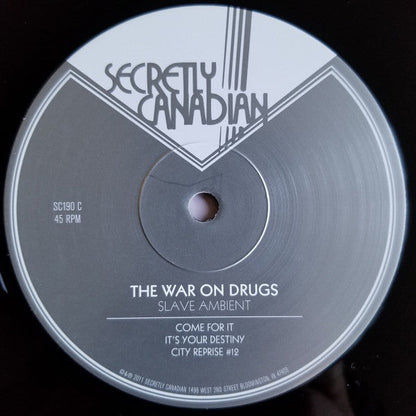 SECRETLY
CANADIAN
SC190 C
45 RPM
THE WAR ON DRUGS
SLAVE AMBIENT
COME FOR IT
IT'S YOUR DESTINY
CITY REPRISE #12
©℗ 2011 SECRETLY CANADIAN 1499 WEST 2ND STREET BLOOMINGTON, IN 47403